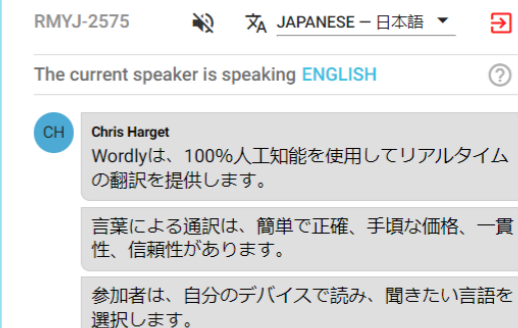 RMYJ-2575
JAPANESE – 日本語
The current speaker is speaking ENGLISH
CH
Chris Harget
Wordlyは、100%人工知能を使用してリアルタイム
の翻訳を提供します。
言葉による通訳は、簡単で正確、手頃な価格、一貫
性、信頼性があります。
参加者は、自分のデバイスで読み、聞きたい言語を
選択します。